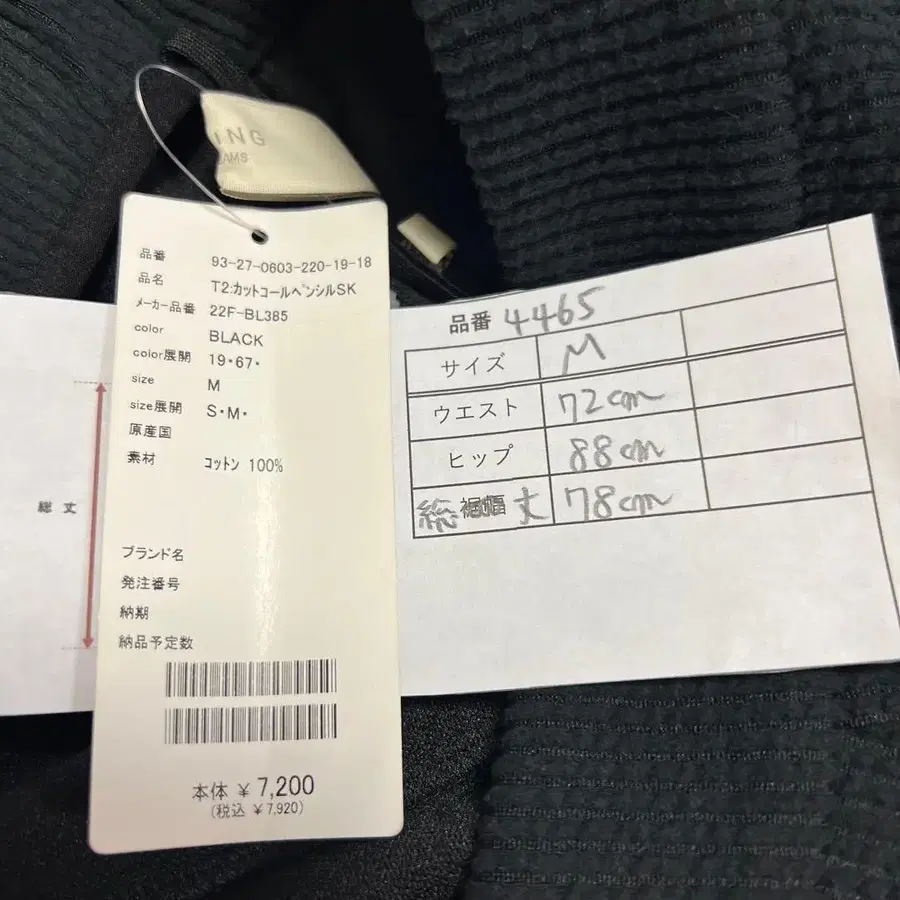 ING
EAMS
品番 93-27-0603-220-19-18
品名 T2:カットコールペンシルSK
メーカー品番 22F-BL385
color BLACK
color展開 19・67・
size M
size展開 S・M・
原産国
素材 コットン 100%
ブランド名
発注番号
納期
納品予定数
本体 ¥7,200
(税込 ¥7,920)
総丈
品番 4465
サイズ M
ウエスト 72cm
ヒップ 88cm
総丈 78cm